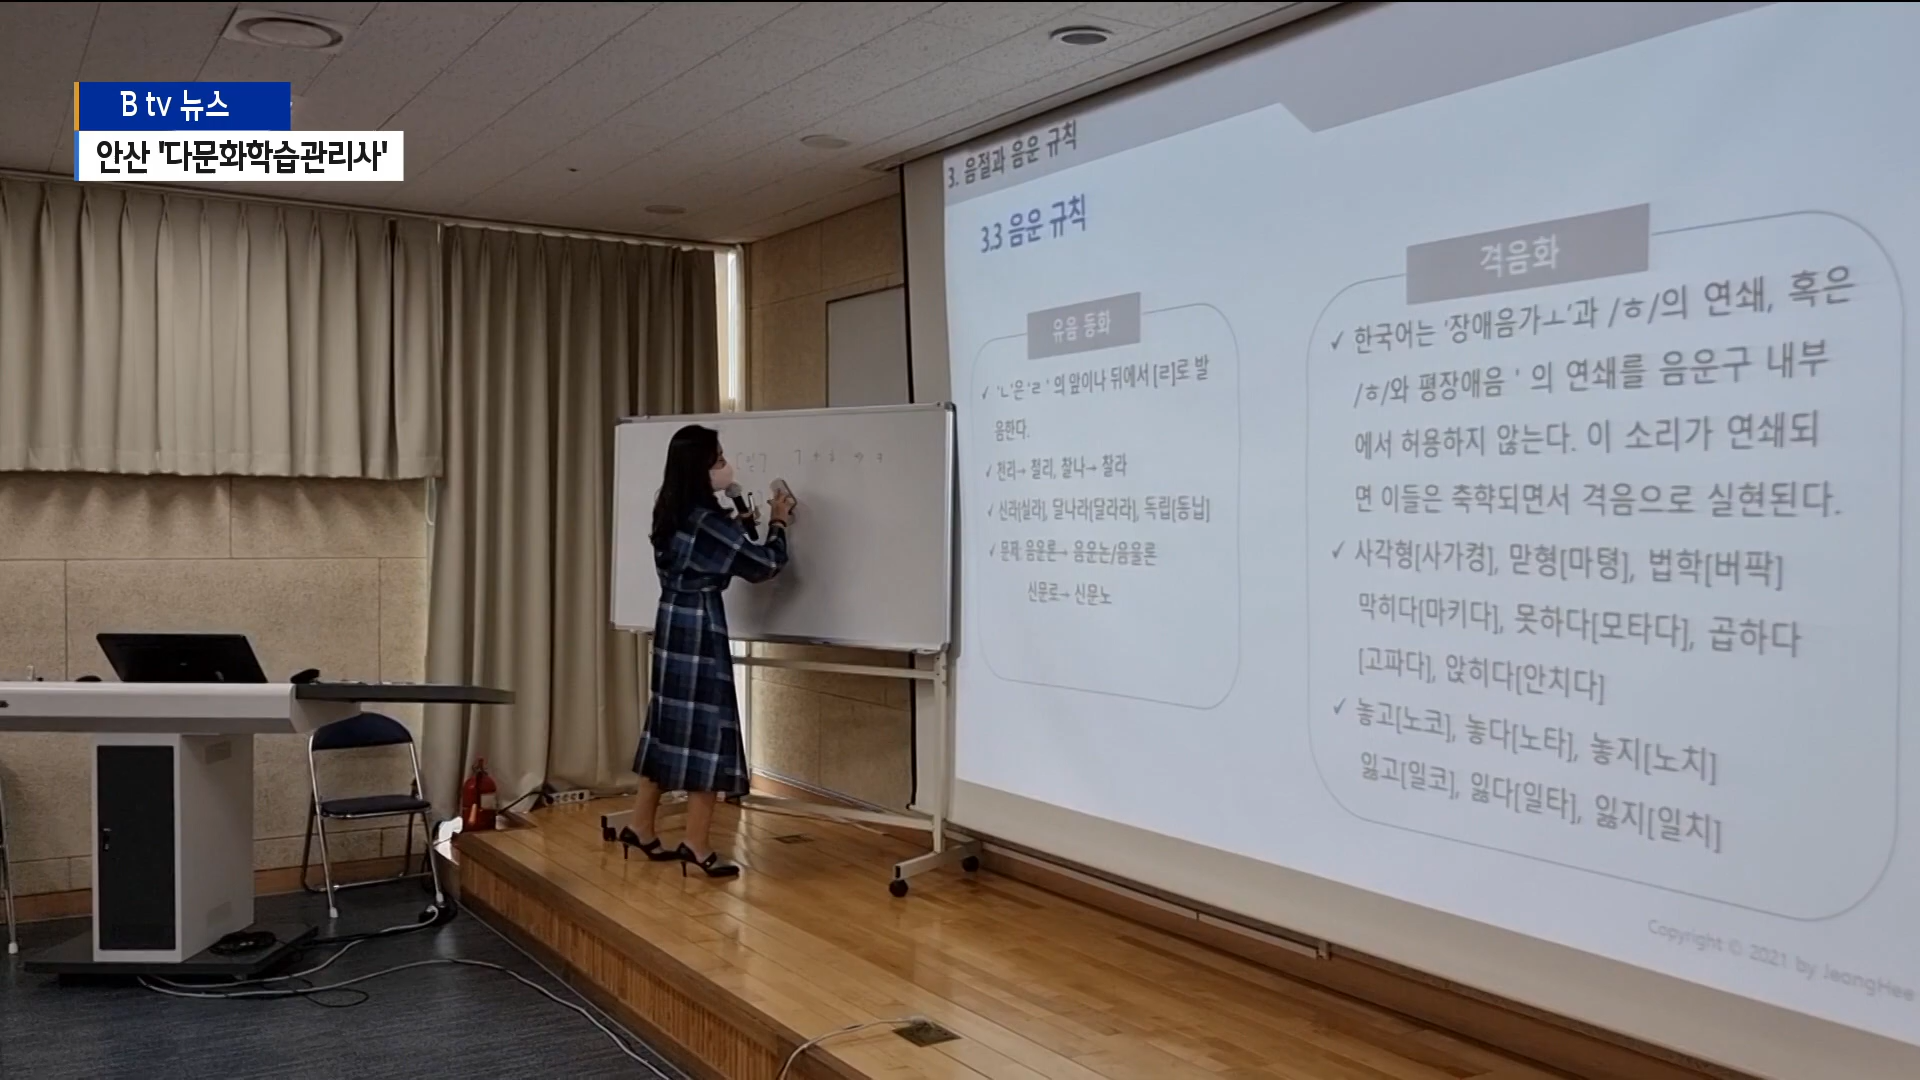 B tv 뉴스
안산 '다문화학습관리사'
3. 음절과 음운 규칙
3.3 음운 규칙
유음 동화
✓ 'ㄴ'은 'ㄹ ' 의 앞이나 뒤에서 [ㄹ]로 발
음한다.
✓ 천리→ 철리, 찰나→ 찰라
✓ 신라[실라], 달나라[달라라], 독립[동닙]
✓ 문제: 음운론→ 음운논/음울론
신문로→ 신문노
격음화
✓ 한국어는 '장애음가ㅗ'과 /ㅎ/의 연쇄, 혹은
/ㅎ/와 평장애음 ' 의 연쇄를 음운구 내부
에서 허용하지 않는다. 이 소리가 연쇄되
면 이들은 축학되면서 격음으로 실현된다.
✓ 사각형[사가켱], 맏형[마텽], 법학[버팍]
막히다[마키다], 못하다[모타다], 곱하다
[고파다], 앉히다[안치다]
✓ 놓고[노코], 놓다[노타], 놓지[노치]
잃고[일코], 잃다[일타], 잃지[일치]
Copyright © 2021 by JeongHee